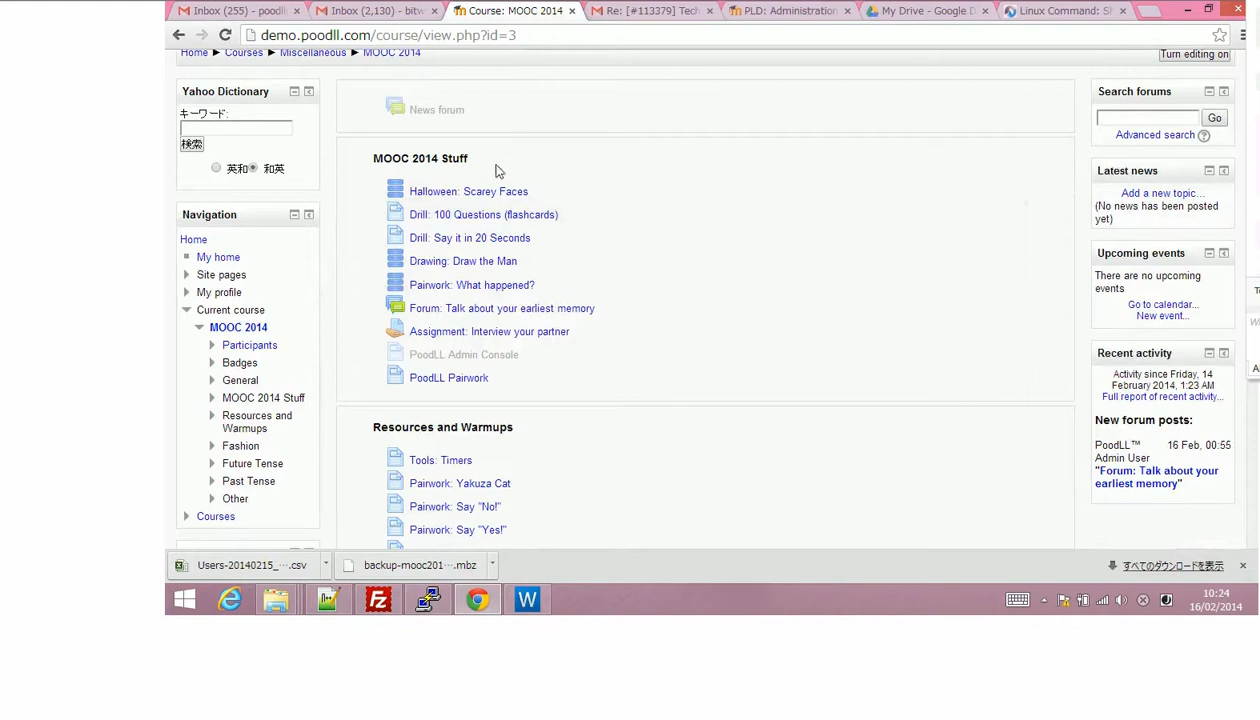 Inbox (255) - poodll
Inbox (2,130) - bitw
Course: MOOC 2014
Re: [#113379] Tech
PLD: Administration
My Drive - Google D
Linux Command: Sh
demo.poodll.com/course/view.php?id=3
Home ► Courses ► Miscellaneous ► MOOC 2014
Turn editing on
Yahoo Dictionary
キーワード:
検索
英和 和英
Navigation
Home
My home
Site pages
My profile
Current course
MOOC 2014
Participants
Badges
General
MOOC 2014 Stuff
Resources and
Warmups
Fashion
Future Tense
Past Tense
Other
Courses
News forum
MOOC 2014 Stuff
Halloween: Scarey Faces
Drill: 100 Questions (flashcards)
Drill: Say it in 20 Seconds
Drawing: Draw the Man
Pairwork: What happened?
Forum: Talk about your earliest memory
Assignment: Interview your partner
PoodLL Admin Console
PoodLL Pairwork
Resources and Warmups
Tools: Timers
Pairwork: Yakuza Cat
Pairwork: Say "No!"
Pairwork: Say "Yes!"
Search forums
Go
Advanced search
Latest news
Add a new topic...
(No news has been posted
yet)
Upcoming events
There are no upcoming
events
Go to calendar...
New event...
Recent activity
Activity since Friday, 14
February 2014, 1:23 AM
Full report of recent activity...
New forum posts:
PoodLL™ 16 Feb, 00:55
Admin User
"Forum: Talk about your
earliest memory"
Users-20140215_....csv
backup-mooc201....mbz
すべてのダウンロードを表示
10:24
16/02/2014